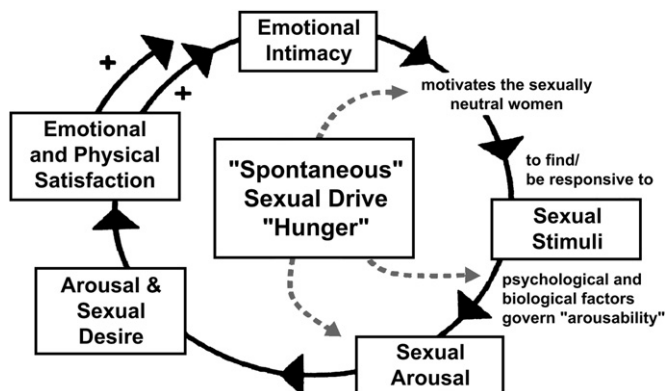 Emotional
Intimacy
+
+
motivates the sexually
neutral women
Emotional
and Physical
Satisfaction
"Spontaneous"
Sexual Drive
"Hunger"
to find/
be responsive to
Sexual
Stimuli
Arousal &
Sexual
Desire
psychological and
biological factors
govern "arousability"
Sexual
Arousal